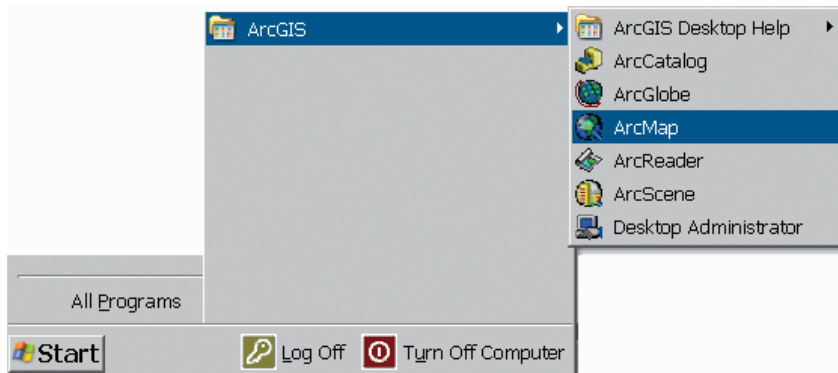 ArcGIS
ArcGIS Desktop Help
ArcCatalog
ArcGlobe
ArcMap
ArcReader
ArcScene
Desktop Administrator
All Programs
Start
Log Off
Turn Off Computer